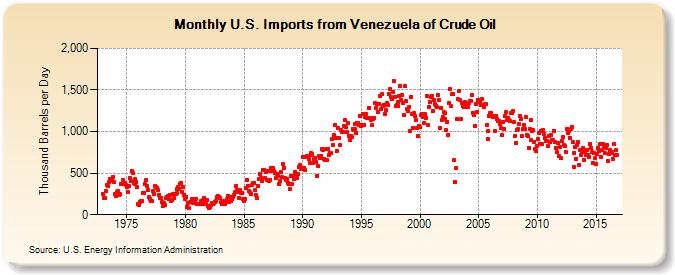 Monthly U.S. Imports from Venezuela of Crude Oil
Thousand Barrels per Day
2,000
1,500
1,000
500
0
1975 1980 1985 1990 1995 2000 2005 2010 2015
Source: U.S. Energy Information Administration